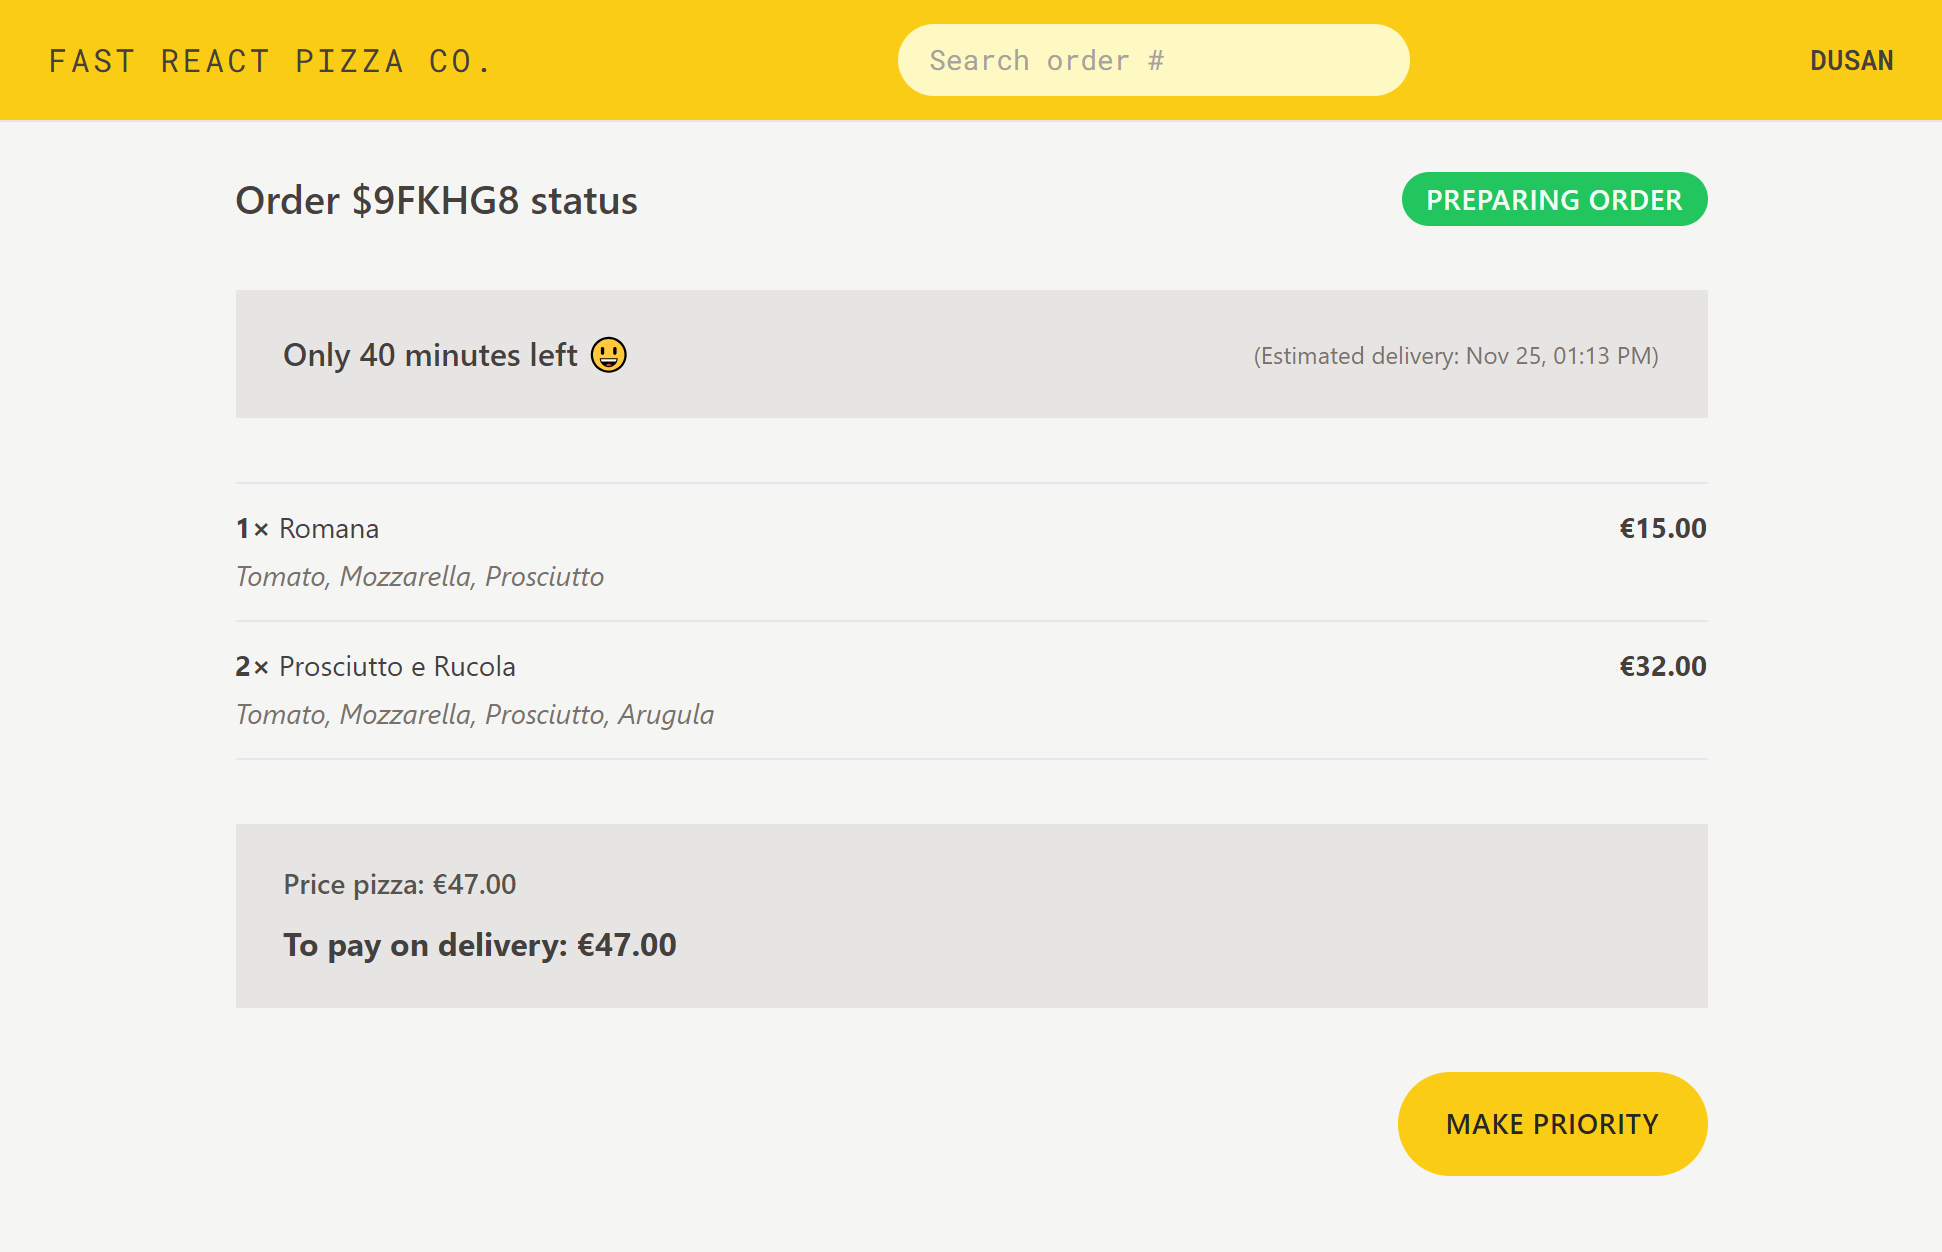 FAST REACT PIZZA CO.
Search order #
DUSAN
Order $9FKHG8 status
PREPARING ORDER
Only 40 minutes left 😃
(Estimated delivery: Nov 25, 01:13 PM)
1× Romana
€15.00
Tomato, Mozzarella, Prosciutto
2× Prosciutto e Rucola
€32.00
Tomato, Mozzarella, Prosciutto, Arugula
Price pizza: €47.00
To pay on delivery: €47.00
MAKE PRIORITY